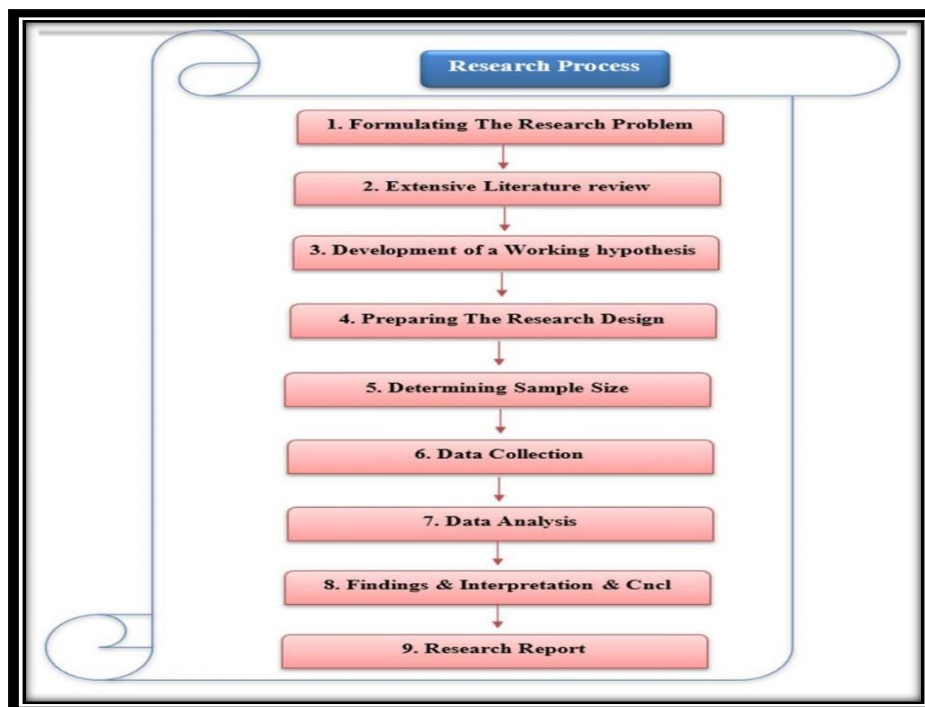 Research Process
1. Formulating The Research Problem
2. Extensive Literature review
3. Development of a Working hypothesis
4. Preparing The Research Design
5. Determining Sample Size
6. Data Collection
7. Data Analysis
8. Findings & Interpretation & Cncl
9. Research Report